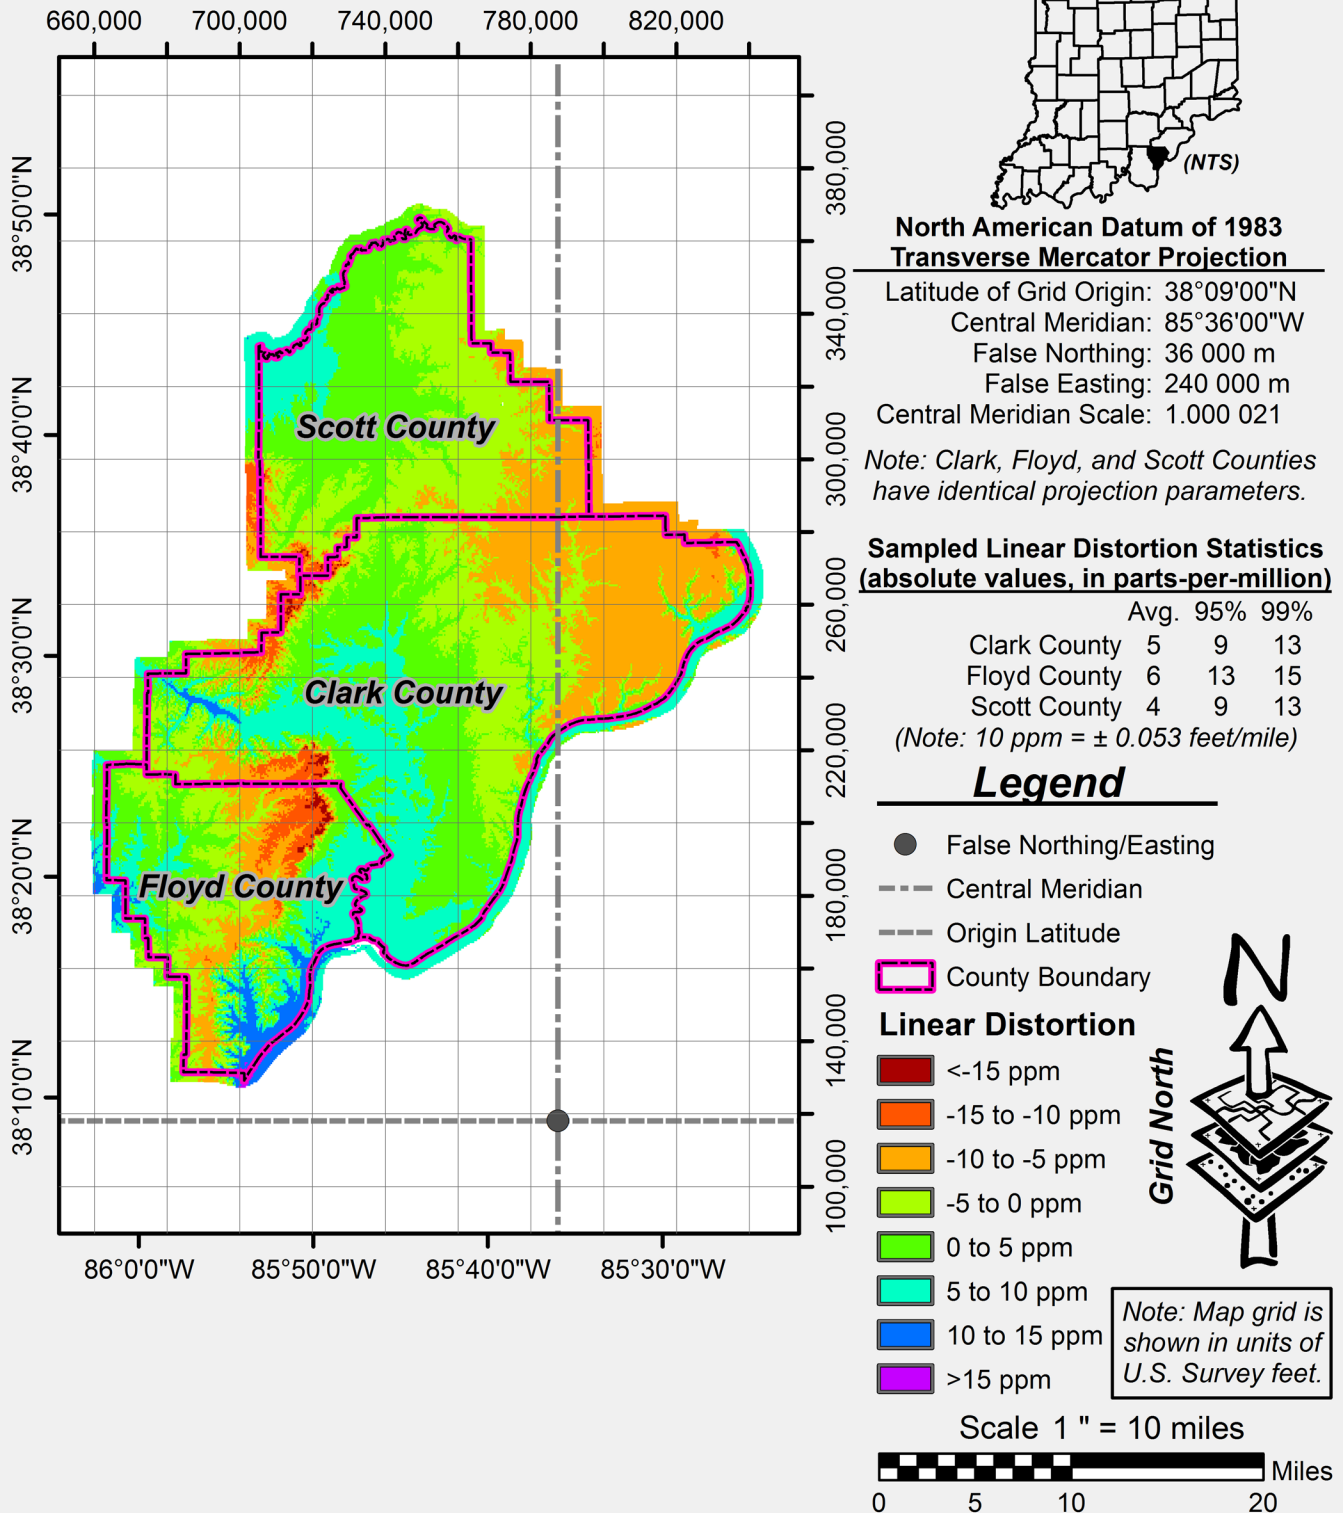 660,000 700,000 740,000 780,000 820,000
38°50'0"N
38°40'0"N
38°30'0"N
38°20'0"N
38°10'0"N
380,000
340,000
300,000
260,000
220,000
180,000
140,000
100,000
86°0'0"W 85°50'0"W 85°40'0"W 85°30'0"W
Scott County
Clark County
Floyd County
(NTS)
North American Datum of 1983
Transverse Mercator Projection
Latitude of Grid Origin: 38°09'00"N
Central Meridian: 85°36'00"W
False Northing: 36 000 m
False Easting: 240 000 m
Central Meridian Scale: 1.000 021
Note: Clark, Floyd, and Scott Counties
have identical projection parameters.
Sampled Linear Distortion Statistics
(absolute values, in parts-per-million)
Avg. 95% 99%
Clark County 5 9 13
Floyd County 6 13 15
Scott County 4 9 13
(Note: 10 ppm = ± 0.053 feet/mile)
Legend
False Northing/Easting
Central Meridian
Origin Latitude
County Boundary
Linear Distortion
<-15 ppm
-15 to -10 ppm
-10 to -5 ppm
-5 to 0 ppm
0 to 5 ppm
5 to 10 ppm
10 to 15 ppm
>15 ppm
N
Grid North
Note: Map grid is
shown in units of
U.S. Survey feet.
Scale 1 " = 10 miles
Miles
0 5 10 20